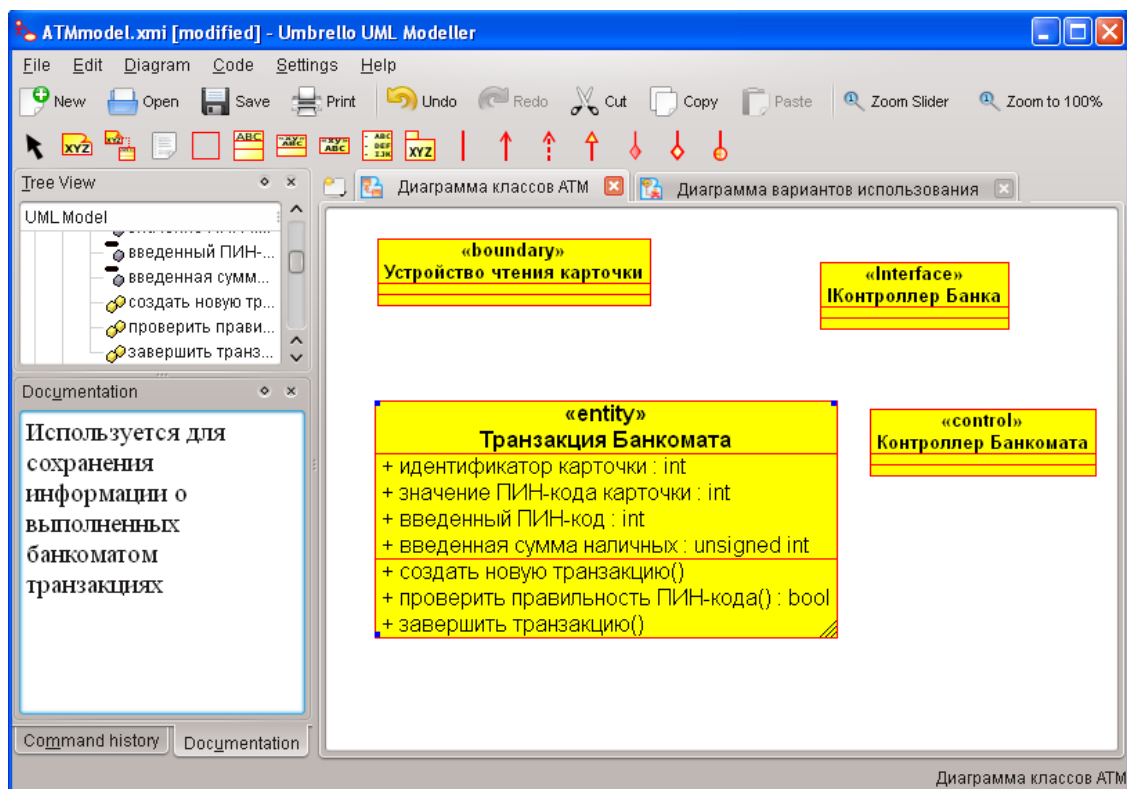 ATMmodel.xmi [modified] - Umbrello UML Modeller
File Edit Diagram Code Settings Help
New Open Save Print Undo Redo Cut Copy Paste Zoom Slider Zoom to 100%
Tree View
UML Model
введенный ПИН-...
введенная сумм...
создать новую тр...
проверить прави...
завершить транз...
Documentation
Используется для
сохранения
информации о
выполненных
банкоматом
транзакциях
Command history Documentation
Диаграмма классов ATM Диаграмма вариантов использования
«boundary»
Устройство чтения карточки
«Interface»
IКонтроллер Банка
«entity»
Транзакция Банкомата
+ идентификатор карточки : int
+ значение ПИН-кода карточки : int
+ введенный ПИН-код : int
+ введенная сумма наличных : unsigned int
+ создать новую транзакцию()
+ проверить правильность ПИН-кода() : bool
+ завершить транзакцию()
«control»
Контроллер Банкомата
Диаграмма классов ATM